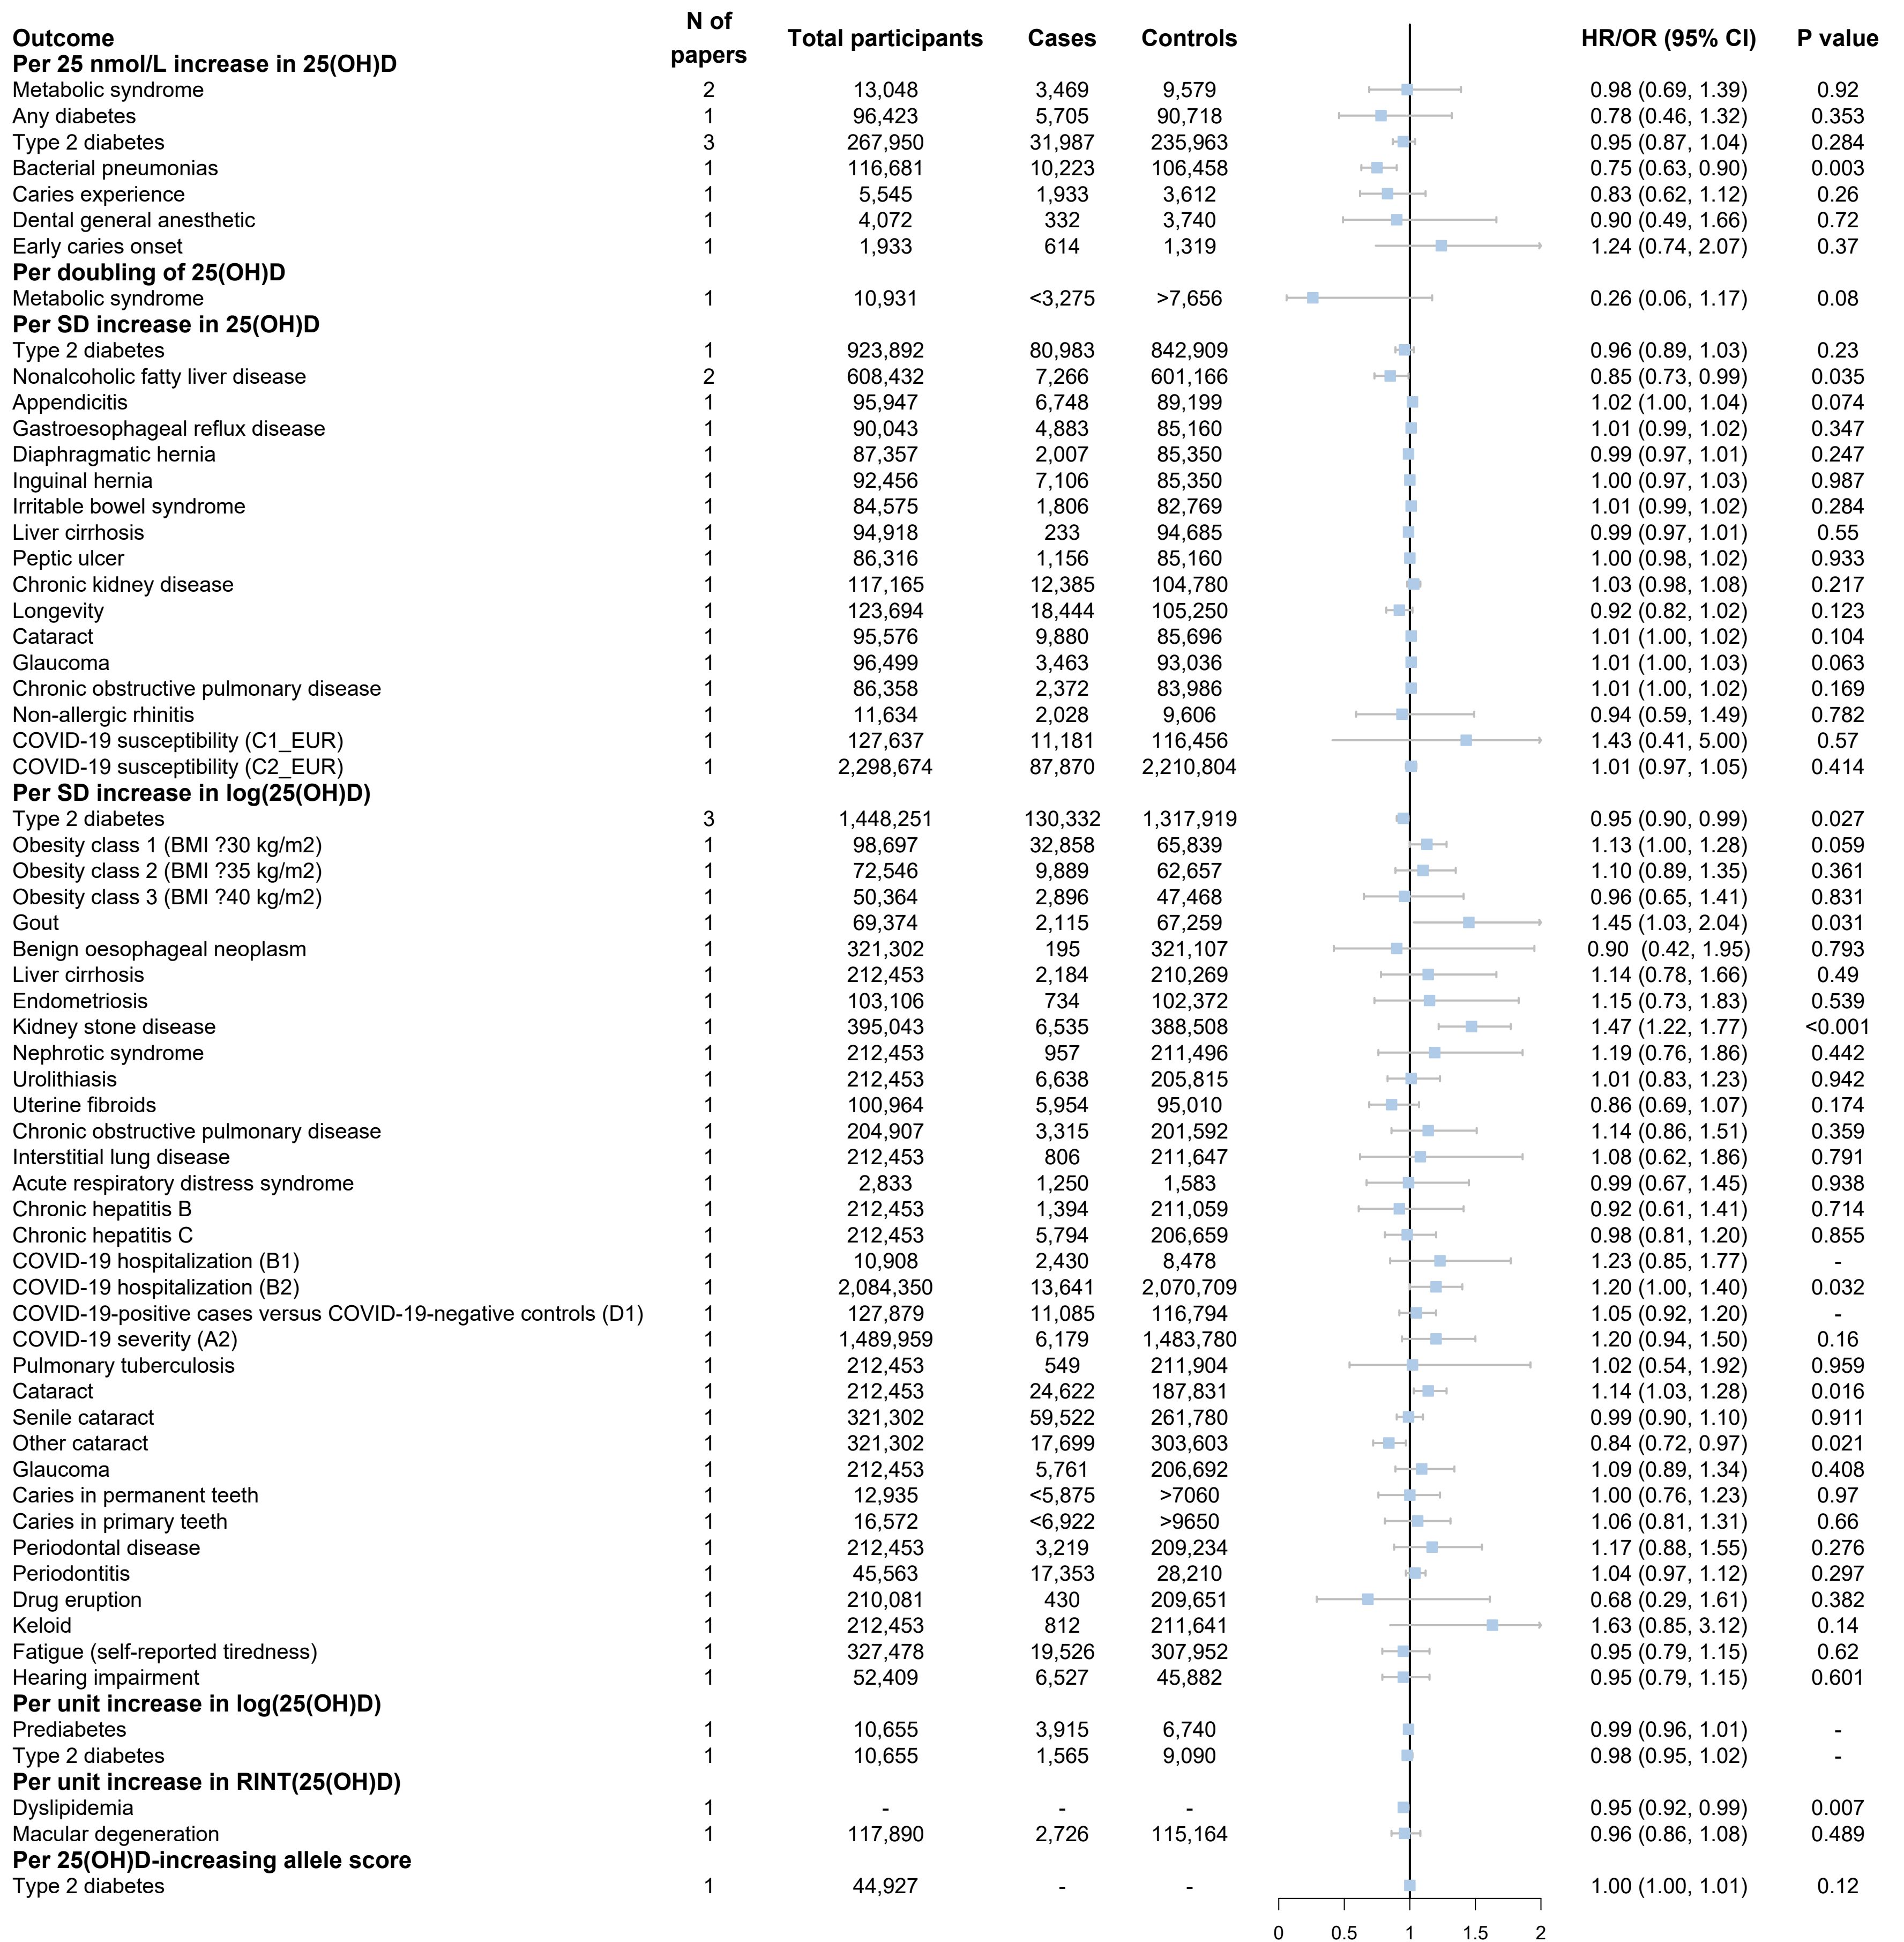 Outcome N of papers Total participants Cases Controls HR/OR (95% CI) P value
Per 25 nmol/L increase in 25(OH)D
Metabolic syndrome 2 13,048 3,469 9,579 0.98 (0.69, 1.39) 0.92
Any diabetes 1 96,423 5,705 90,718 0.78 (0.46, 1.32) 0.353
Type 2 diabetes 3 267,950 31,987 235,963 0.95 (0.87, 1.04) 0.284
Bacterial pneumonias 1 116,681 10,223 106,458 0.75 (0.63, 0.90) 0.003
Caries experience 1 5,545 1,933 3,612 0.83 (0.62, 1.12) 0.26
Dental general anesthetic 1 4,072 332 3,740 0.90 (0.49, 1.66) 0.72
Early caries onset 1 1,933 614 1,319 1.24 (0.74, 2.07) 0.37
Per doubling of 25(OH)D
Metabolic syndrome 1 10,931 <3,275 >7,656 0.26 (0.06, 1.17) 0.08
Per SD increase in 25(OH)D
Type 2 diabetes 1 923,892 80,983 842,909 0.96 (0.89, 1.03) 0.23
Nonalcoholic fatty liver disease 2 608,432 7,266 601,166 0.85 (0.73, 0.99) 0.035
Appendicitis 1 95,947 6,748 89,199 1.02 (1.00, 1.04) 0.074
Gastroesophageal reflux disease 1 90,043 4,883 85,160 1.01 (0.99, 1.02) 0.347
Diaphragmatic hernia 1 87,357 2,007 85,350 0.99 (0.97, 1.01) 0.247
Inguinal hernia 1 92,456 7,106 85,350 1.00 (0.97, 1.03) 0.987
Irritable bowel syndrome 1 84,575 1,806 82,769 1.01 (0.99, 1.02) 0.284
Liver cirrhosis 1 94,918 233 94,685 0.99 (0.97, 1.01) 0.55
Peptic ulcer 1 86,316 1,156 85,160 1.00 (0.98, 1.02) 0.933
Chronic kidney disease 1 117,165 12,385 104,780 1.03 (0.98, 1.08) 0.217
Longevity 1 123,694 18,444 105,250 0.92 (0.82, 1.02) 0.123
Cataract 1 95,576 9,880 85,696 1.01 (1.00, 1.02) 0.104
Glaucoma 1 96,499 3,463 93,036 1.01 (1.00, 1.03) 0.063
Chronic obstructive pulmonary disease 1 86,358 2,372 83,986 1.01 (1.00, 1.02) 0.169
Non-allergic rhinitis 1 11,634 2,028 9,606 0.94 (0.59, 1.49) 0.782
COVID-19 susceptibility (C1_EUR) 1 127,637 11,181 116,456 1.43 (0.41, 5.00) 0.57
COVID-19 susceptibility (C2_EUR) 1 2,298,674 87,870 2,210,804 1.01 (0.97, 1.05) 0.414
Per SD increase in log(25(OH)D)
Type 2 diabetes 3 1,448,251 130,332 1,317,919 0.95 (0.90, 0.99) 0.027
Obesity class 1 (BMI ?30 kg/m2) 1 98,697 32,858 65,839 1.13 (1.00, 1.28) 0.059
Obesity class 2 (BMI ?35 kg/m2) 1 72,546 9,889 62,657 1.10 (0.89, 1.35) 0.361
Obesity class 3 (BMI ?40 kg/m2) 1 50,364 2,896 47,468 0.96 (0.65, 1.41) 0.831
Gout 1 69,374 2,115 67,259 1.45 (1.03, 2.04) 0.031
Benign oesophageal neoplasm 1 321,302 195 321,107 0.90 (0.42, 1.95) 0.793
Liver cirrhosis 1 212,453 2,184 210,269 1.14 (0.78, 1.66) 0.49
Endometriosis 1 103,106 734 102,372 1.15 (0.73, 1.83) 0.539
Kidney stone disease 1 395,043 6,535 388,508 1.47 (1.22, 1.77) <0.001
Nephrotic syndrome 1 212,453 957 211,496 1.19 (0.76, 1.86) 0.442
Urolithiasis 1 212,453 6,638 205,815 1.01 (0.83, 1.23) 0.942
Uterine fibroids 1 100,964 5,954 95,010 0.86 (0.69, 1.07) 0.174
Chronic obstructive pulmonary disease 1 204,907 3,315 201,592 1.14 (0.86, 1.51) 0.359
Interstitial lung disease 1 212,453 806 211,647 1.08 (0.62, 1.86) 0.791
Acute respiratory distress syndrome 1 2,833 1,250 1,583 0.99 (0.67, 1.45) 0.938
Chronic hepatitis B 1 212,453 1,394 211,059 0.92 (0.61, 1.41) 0.714
Chronic hepatitis C 1 212,453 5,794 206,659 0.98 (0.81, 1.20) 0.855
COVID-19 hospitalization (B1) 1 10,908 2,430 8,478 1.23 (0.85, 1.77) -
COVID-19 hospitalization (B2) 1 2,084,350 13,641 2,070,709 1.20 (1.00, 1.40) 0.032
COVID-19-positive cases versus COVID-19-negative controls (D1) 1 127,879 11,085 116,794 1.05 (0.92, 1.20) -
COVID-19 severity (A2) 1 1,489,959 6,179 1,483,780 1.20 (0.94, 1.50) 0.16
Pulmonary tuberculosis 1 212,453 549 211,904 1.02 (0.54, 1.92) 0.959
Cataract 1 212,453 24,622 187,831 1.14 (1.03, 1.28) 0.016
Senile cataract 1 321,302 59,522 261,780 0.99 (0.90, 1.10) 0.911
Other cataract 1 321,302 17,699 303,603 0.84 (0.72, 0.97) 0.021
Glaucoma 1 212,453 5,761 206,692 1.09 (0.89, 1.34) 0.408
Caries in permanent teeth 1 12,935 <5,875 >7060 1.00 (0.76, 1.23) 0.97
Caries in primary teeth 1 16,572 <6,922 >9650 1.06 (0.81, 1.31) 0.66
Periodontal disease 1 212,453 3,219 209,234 1.17 (0.88, 1.55) 0.276
Periodontitis 1 45,563 17,353 28,210 1.04 (0.97, 1.12) 0.297
Drug eruption 1 210,081 430 209,651 0.68 (0.29, 1.61) 0.382
Keloid 1 212,453 812 211,641 1.63 (0.85, 3.12) 0.14
Fatigue (self-reported tiredness) 1 327,478 19,526 307,952 0.95 (0.79, 1.15) 0.62
Hearing impairment 1 52,409 6,527 45,882 0.95 (0.79, 1.15) 0.601
Per unit increase in log(25(OH)D)
Prediabetes 1 10,655 3,915 6,740 0.99 (0.96, 1.01) -
Type 2 diabetes 1 10,655 1,565 9,090 0.98 (0.95, 1.02) -
Per unit increase in RINT(25(OH)D)
Dyslipidemia 1 - - - 0.95 (0.92, 0.99) 0.007
Macular degeneration 1 117,890 2,726 115,164 0.96 (0.86, 1.08) 0.489
Per 25(OH)D-increasing allele score
Type 2 diabetes 1 44,927 - - 1.00 (1.00, 1.01) 0.12
0 0.5 1 1.5 2